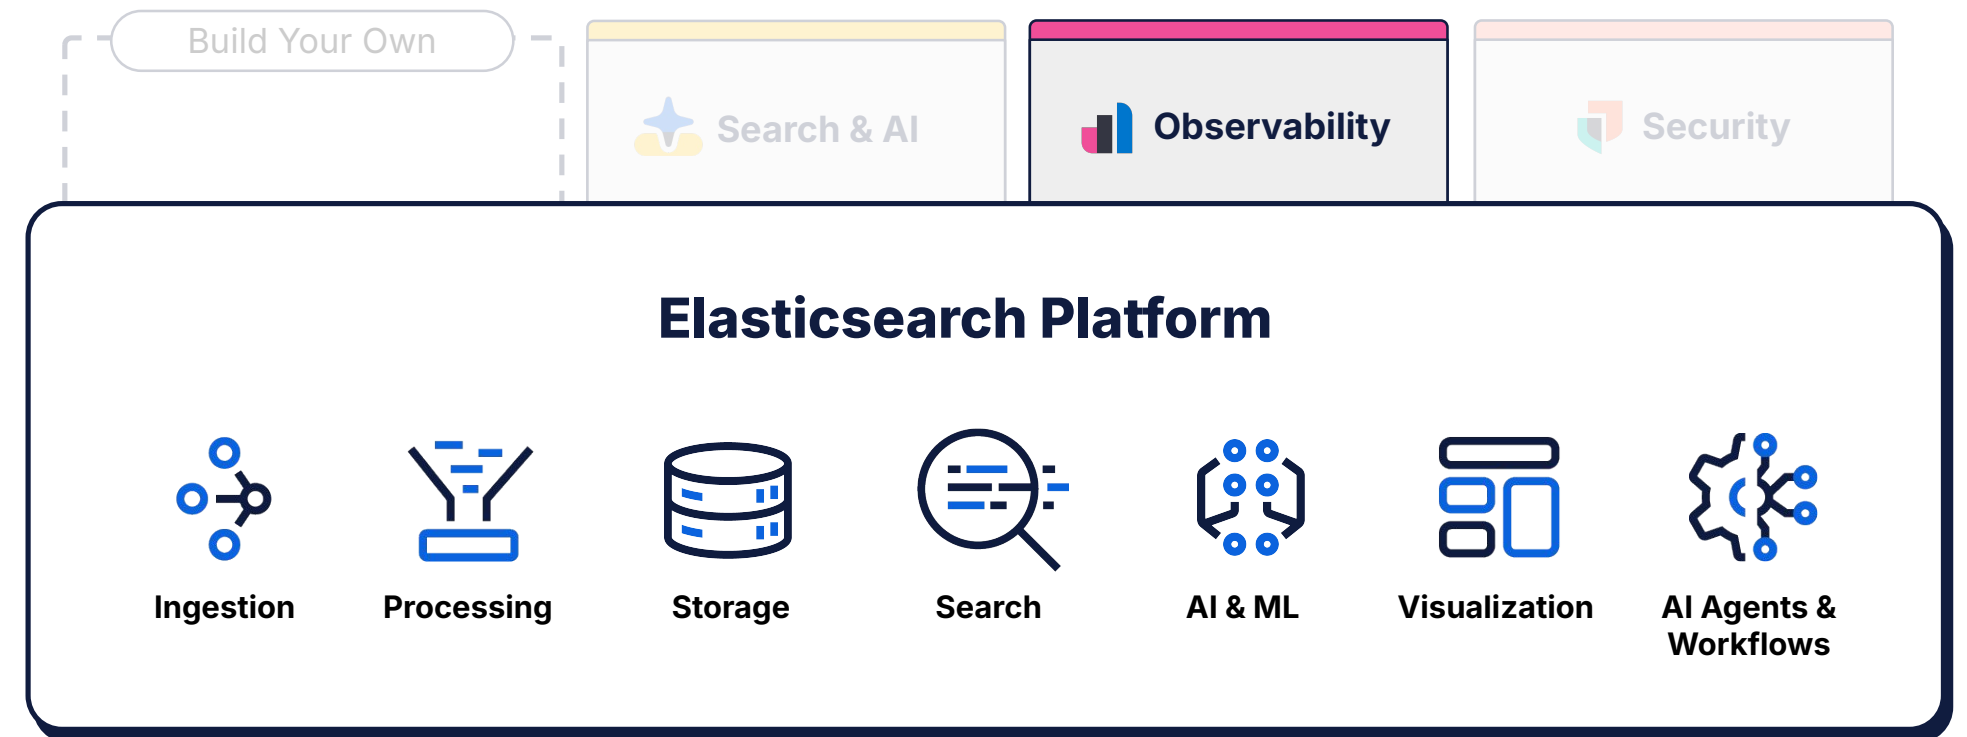 Build Your Own
Search & AI
Observability
Security
Elasticsearch Platform
Ingestion
Processing
Storage
Search
AI & ML
Visualization
AI Agents &
Workflows